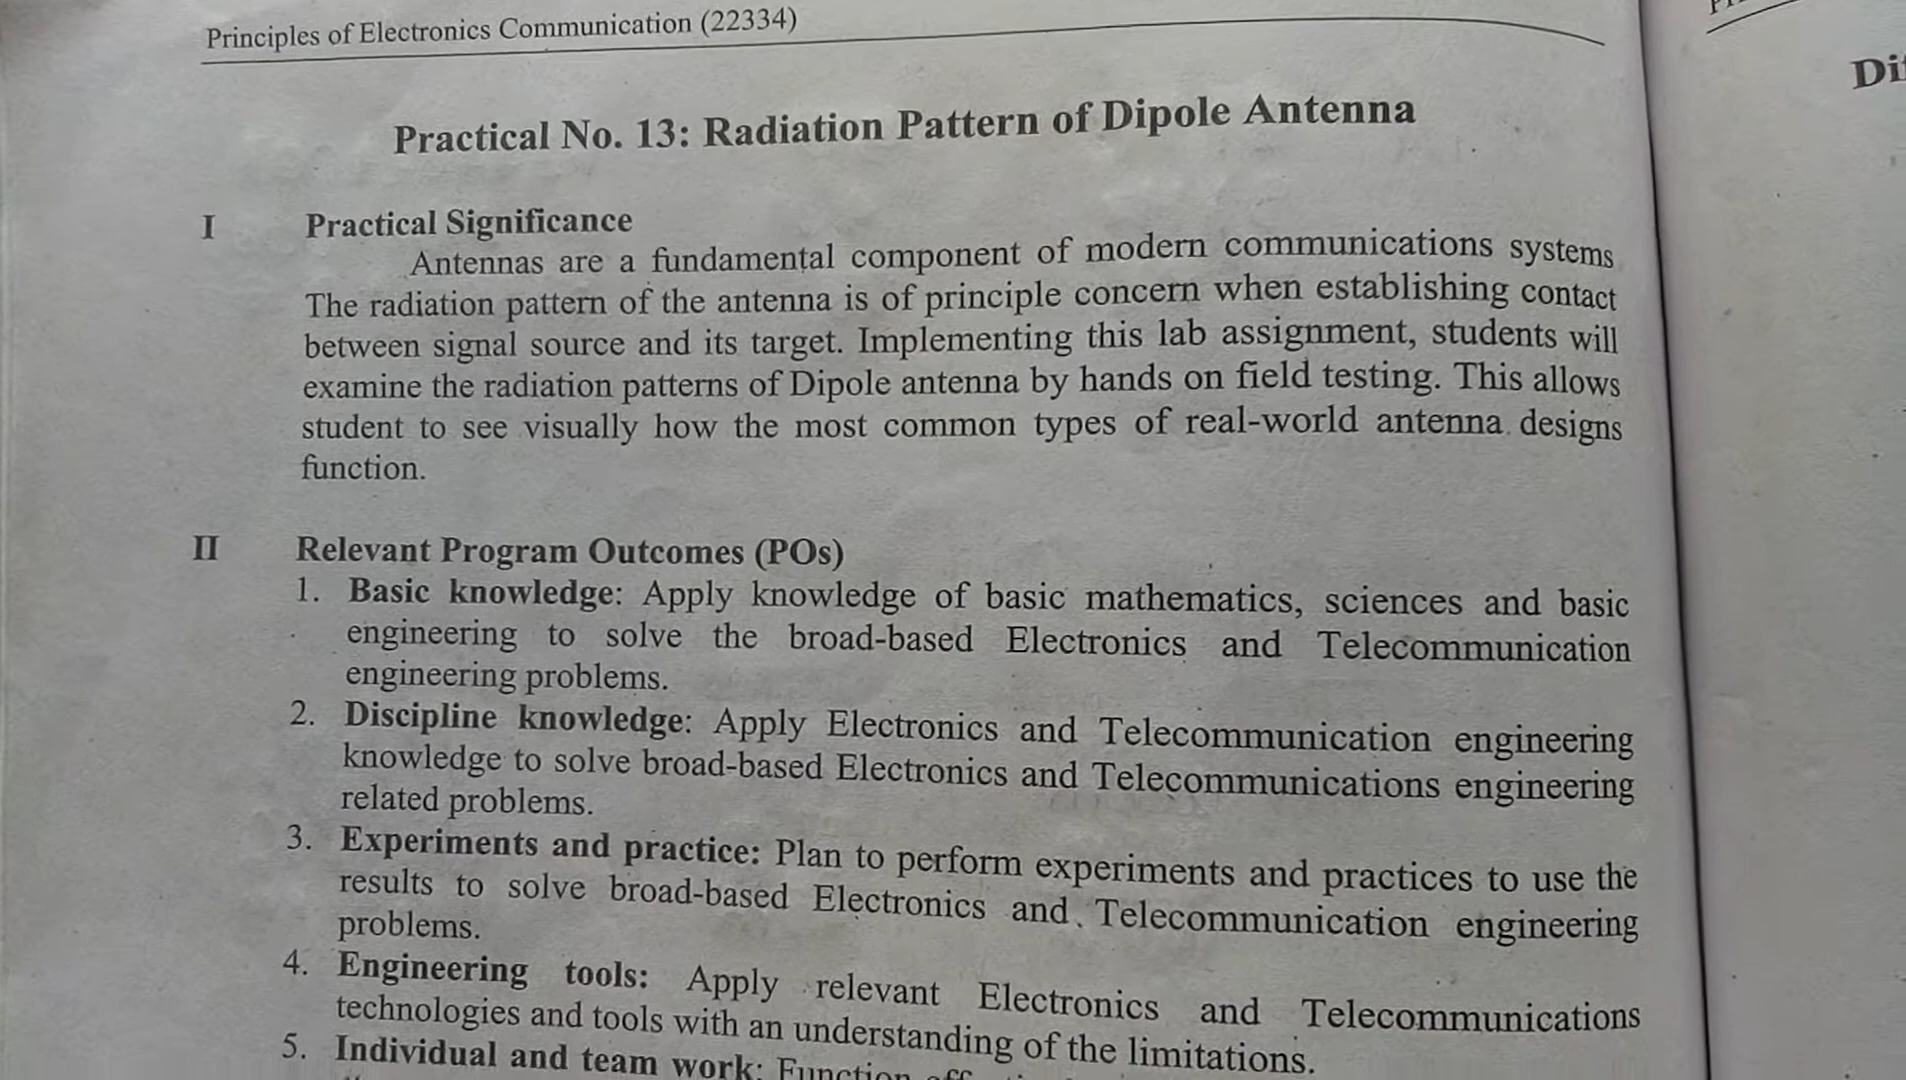 Principles of Electronics Communication (22334)
Practical No. 13: Radiation Pattern of Dipole Antenna
I Practical Significance
Antennas are a fundamental component of modern communications systems
The radiation pattern of the antenna is of principle concern when establishing contact
between signal source and its target. Implementing this lab assignment, students will
examine the radiation patterns of Dipole antenna by hands on field testing. This allows
student to see visually how the most common types of real-world antenna designs
function.
II Relevant Program Outcomes (POs)
1. Basic knowledge: Apply knowledge of basic mathematics, sciences and basic
engineering to solve the broad-based Electronics and Telecommunication
engineering problems.
2. Discipline knowledge: Apply Electronics and Telecommunication engineering
knowledge to solve broad-based Electronics and Telecommunications engineering
related problems.
3. Experiments and practice: Plan to perform experiments and practices to use the
results to solve broad-based Electronics and Telecommunication engineering
problems.
4. Engineering tools: Apply relevant Electronics and Telecommunications
technologies and tools with an understanding of the limitations.
5. Individual and team work: Function